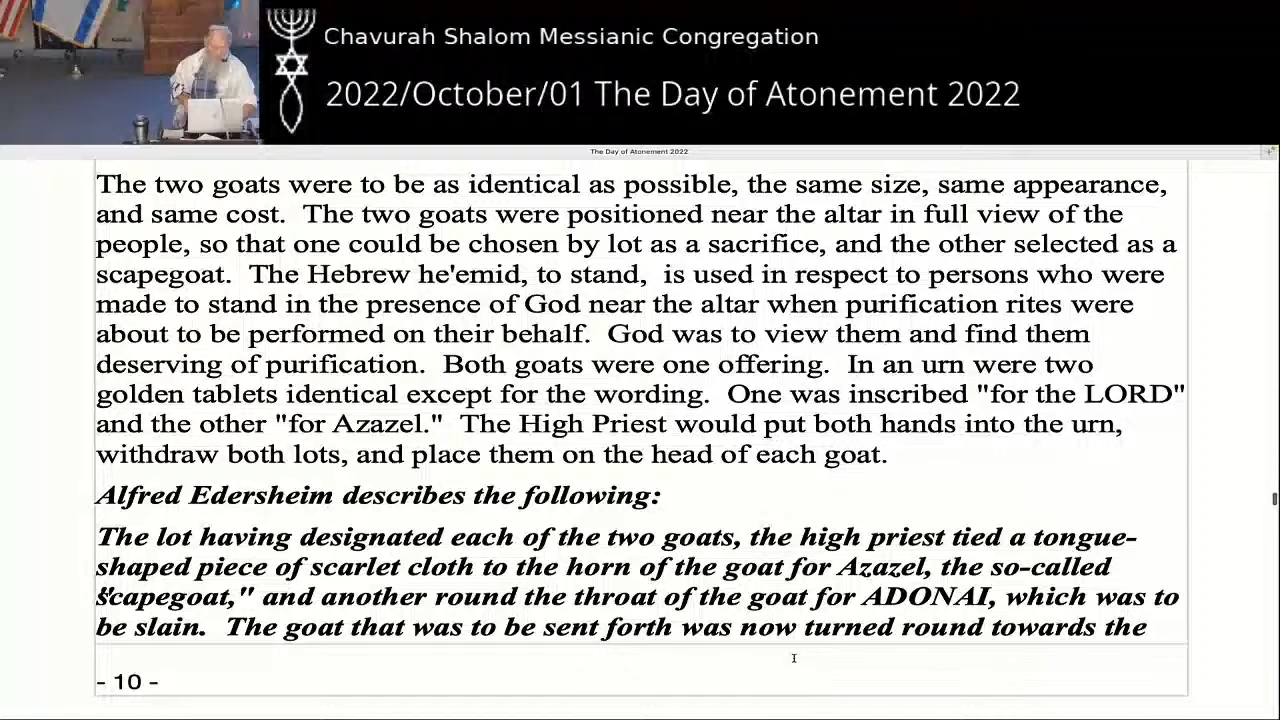 Chavurah Shalom Messianic Congregation
2022/October/01 The Day of Atonement 2022
The Day of Atonement 2022
The two goats were to be as identical as possible, the same size, same appearance,
and same cost.  The two goats were positioned near the altar in full view of the
people, so that one could be chosen by lot as a sacrifice, and the other selected as a
scapegoat.  The Hebrew he'emid, to stand,  is used in respect to persons who were
made to stand in the presence of God near the altar when purification rites were
about to be performed on their behalf.  God was to view them and find them
deserving of purification.  Both goats were one offering.  In an urn were two
golden tablets identical except for the wording.  One was inscribed "for the LORD"
and the other "for Azazel."  The High Priest would put both hands into the urn,
withdraw both lots, and place them on the head of each goat.
Alfred Edersheim describes the following:
The lot having designated each of the two goats, the high priest tied a tongue-
shaped piece of scarlet cloth to the horn of the goat for Azazel, the so-called
"scapegoat," and another round the throat of the goat for ADONAI, which was to
be slain.  The goat that was to be sent forth was now turned round towards the
- 10 -